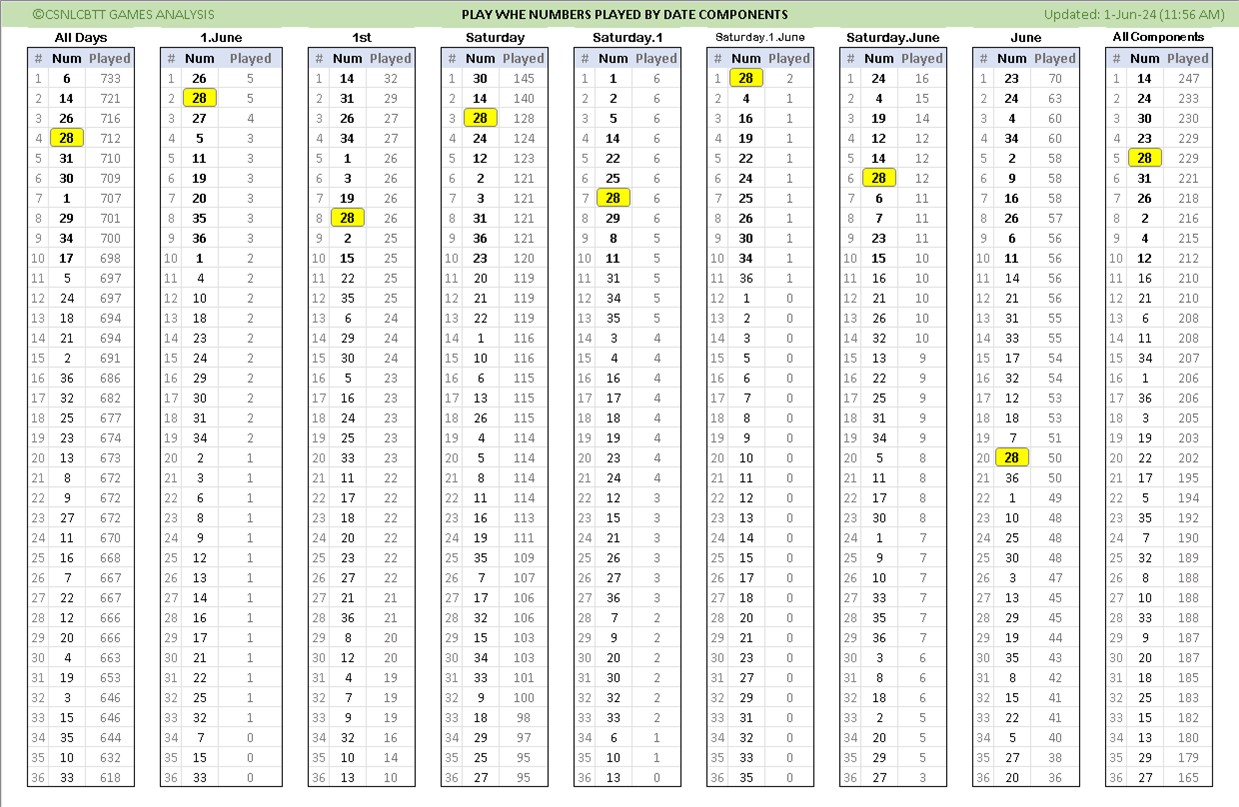 ©CSNLCBTT GAMES ANALYSIS PLAY WHE NUMBERS PLAYED BY DATE COMPONENTS Updated: 1-Jun-24 (11:56 AM)
All Days 1.June 1st Saturday Saturday.1 Saturday.1.June Saturday.June June All Components
# Num Played # Num Played # Num Played # Num Played # Num Played # Num Played # Num Played # Num Played # Num Played
1 6 733 1 26 5 1 14 32 1 30 145 1 1 6 1 28 2 1 24 16 1 23 70 1 14 247
2 14 721 2 28 5 2 31 29 2 14 140 2 2 6 2 4 1 2 4 15 2 24 63 2 24 233
3 26 716 3 27 4 3 26 27 3 28 128 3 5 6 3 16 1 3 19 14 3 4 60 3 30 230
4 28 712 4 5 3 4 34 27 4 24 124 4 14 6 4 19 1 4 12 12 4 34 60 4 23 229
5 31 710 5 11 3 5 1 26 5 12 123 5 22 6 5 22 1 5 14 12 5 2 58 5 28 229
6 30 709 6 19 3 6 3 26 6 2 121 6 25 6 6 24 1 6 28 12 6 9 58 6 31 221
7 1 707 7 20 3 7 19 26 7 3 121 7 28 6 7 25 1 7 6 11 7 16 58 7 26 218
8 29 701 8 35 3 8 28 26 8 31 121 8 29 6 8 26 1 8 7 11 8 26 57 8 2 216
9 34 700 9 36 3 9 2 25 9 36 121 9 8 5 9 30 1 9 23 11 9 6 56 9 4 215
10 17 698 10 1 2 10 15 25 10 23 120 10 11 5 10 34 1 10 15 10 10 11 56 10 12 212
11 5 697 11 4 2 11 22 25 11 20 119 11 31 5 11 36 1 11 16 10 11 14 56 11 16 210
12 24 697 12 10 2 12 35 25 12 21 119 12 34 5 12 1 0 12 21 10 12 21 56 12 21 210
13 18 694 13 18 2 13 6 24 13 22 119 13 35 5 13 2 0 13 26 10 13 31 55 13 6 208
14 21 694 14 23 2 14 29 24 14 1 116 14 3 4 14 3 0 14 32 10 14 33 55 14 11 208
15 2 691 15 24 2 15 30 24 15 10 116 15 4 4 15 5 0 15 13 9 15 17 54 15 34 207
16 36 686 16 29 2 16 5 23 16 6 115 16 16 4 16 6 0 16 22 9 16 32 54 16 1 206
17 32 682 17 30 2 17 16 23 17 13 115 17 17 4 17 7 0 17 25 9 17 12 53 17 36 206
18 25 677 18 31 2 18 24 23 18 26 115 18 18 4 18 8 0 18 31 9 18 18 53 18 3 205
19 23 674 19 34 2 19 25 23 19 4 114 19 19 4 19 9 0 19 34 9 19 7 51 19 19 203
20 13 673 20 2 1 20 33 23 20 5 114 20 23 4 20 10 0 20 5 8 20 28 50 20 22 202
21 8 672 21 3 1 21 11 22 21 8 114 21 24 4 21 11 0 21 11 8 21 36 50 21 17 195
22 9 672 22 6 1 22 17 22 22 11 114 22 12 3 22 12 0 22 17 8 22 1 49 22 5 194
23 27 672 23 8 1 23 18 22 23 16 113 23 15 3 23 13 0 23 30 8 23 10 48 23 35 192
24 11 670 24 9 1 24 20 22 24 19 111 24 21 3 24 14 0 24 1 7 24 25 48 24 7 190
25 16 668 25 12 1 25 23 22 25 35 109 25 26 3 25 15 0 25 9 7 25 30 48 25 32 189
26 7 667 26 13 1 26 27 22 26 7 107 26 27 3 26 17 0 26 10 7 26 3 47 26 8 188
27 22 667 27 14 1 27 21 21 27 17 106 27 36 3 27 18 0 27 33 7 27 13 45 27 10 188
28 12 666 28 16 1 28 36 21 28 32 106 28 7 2 28 20 0 28 35 7 28 29 45 28 33 188
29 20 666 29 17 1 29 8 20 29 15 103 29 9 2 29 21 0 29 36 7 29 19 44 29 9 187
30 4 663 30 21 1 30 12 20 30 34 103 30 20 2 30 23 0 30 3 6 30 35 43 30 20 187
31 19 653 31 22 1 31 4 19 31 33 101 31 30 2 31 27 0 31 8 6 31 8 42 31 18 185
32 3 646 32 25 1 32 7 19 32 9 100 32 32 2 32 29 0 32 18 6 32 15 41 32 25 183
33 15 646 33 32 1 33 9 19 33 18 98 33 33 2 33 31 0 33 2 5 33 22 41 33 15 182
34 35 644 34 7 0 34 32 16 34 29 97 34 6 1 34 32 0 34 20 5 34 5 40 34 13 180
35 10 632 35 15 0 35 10 14 35 25 95 35 10 1 35 33 0 35 29 5 35 27 38 35 29 179
36 33 618 36 33 0 36 13 10 36 27 95 36 13 0 36 35 0 36 27 3 36 20 36 36 27 165